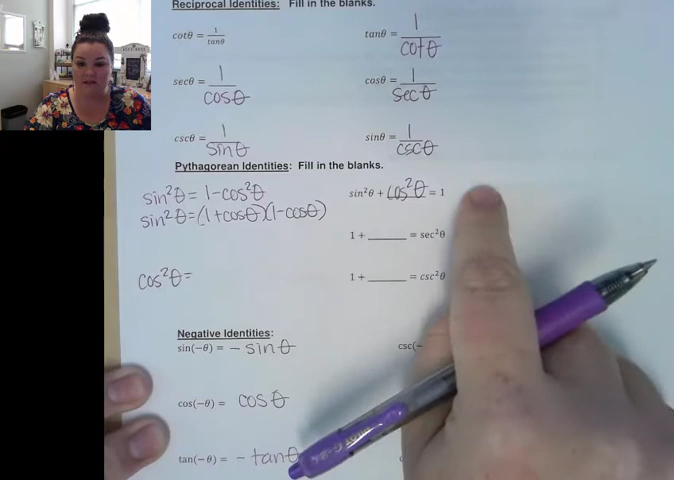 Reciprocal Identities: Fill in the blanks.
cotθ = 1/tanθ
tanθ = 1/cotθ
secθ = 1/cosθ
cosθ = 1/secθ
cscθ = 1/sinθ
sinθ = 1/cscθ
Pythagorean Identities: Fill in the blanks.
sin²θ = 1-cos²θ
sin²θ + cos²θ = 1
sin²θ = (1+cosθ)(1-cosθ)
1 + ______ = sec²θ
cos²θ =
1 + ______ = csc²θ
Negative Identities:
sin(−θ) = - sinθ
csc(−
cos(−θ) = cosθ
tan(−θ) = - tanθ